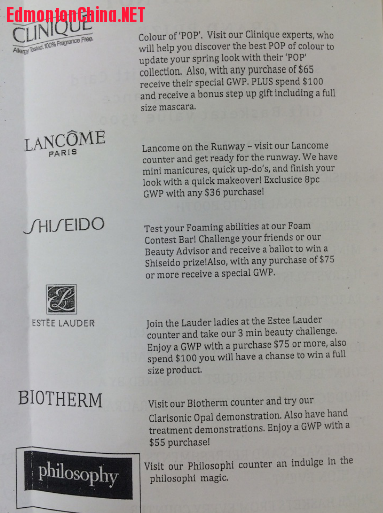 EdmontonChina.NET
CLINIQUE
Allergy Tested. 100% Fragrance Free.
Colour of 'POP'. Visit our Clinique experts, who
will help you discover the best POP of colour to
update your spring look with their 'POP'
collection. Also, with any purchase of $65
receive their special GWP. PLUS spend $100
and receive a bonus step up gift including a full
size mascara.
LANCÔME
PARIS
Lancome on the Runway – visit our Lancome
counter and get ready for the runway. We have
mini manicures, quick up-do's, and finish your
look with a quick makeover! Exclusice 8pc
GWP with any $36 purchase!
SHISEIDO
Test your Foaming abilities at our Foam
Contest Bar! Challenge your friends or our
Beauty Advisor and receive a ballot to win a
Shiseido prize!Also, with any purchase of $75
or more receive a special GWP.
ESTĒE LAUDER
Join the Lauder ladies at the Estee Lauder
counter and take our 3 min beauty challenge.
Enjoy a GWP with a purchase $75 or more, also
spend $100 you will have a chanse to win a full
size product.
BIOTHERM
Visit our Biotherm counter and try our
Clarisonic Opal demonstration. Also have hand
treatment demonstrations. Enjoy a GWP with a
$55 purchase!
philosophy
Visit our Philosophi counter an indulge in the
philosophi magic.